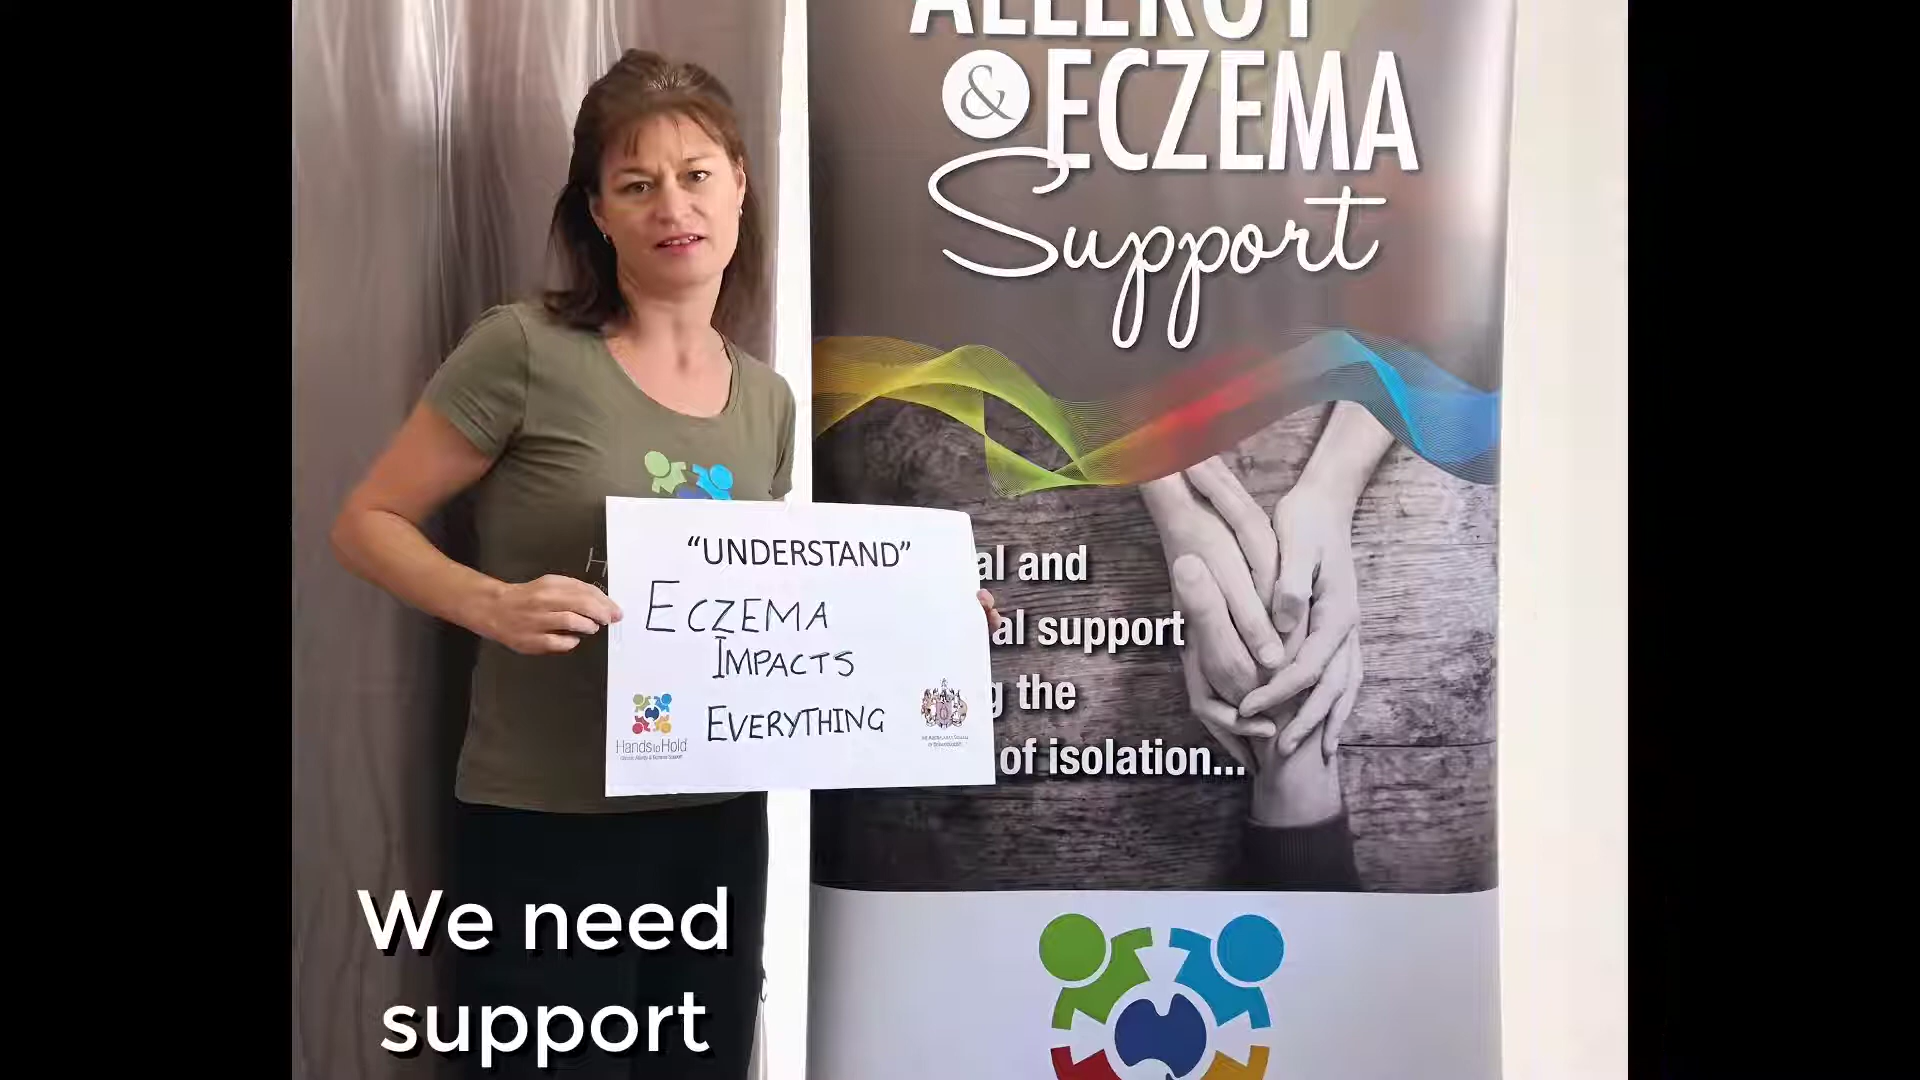 ALLERGY
& ECZEMA
Support
al and
al support
g the
of isolation...
"UNDERSTAND"
ECZEMA
IMPACTS
EVERYTHING
Hands to Hold
We need
support